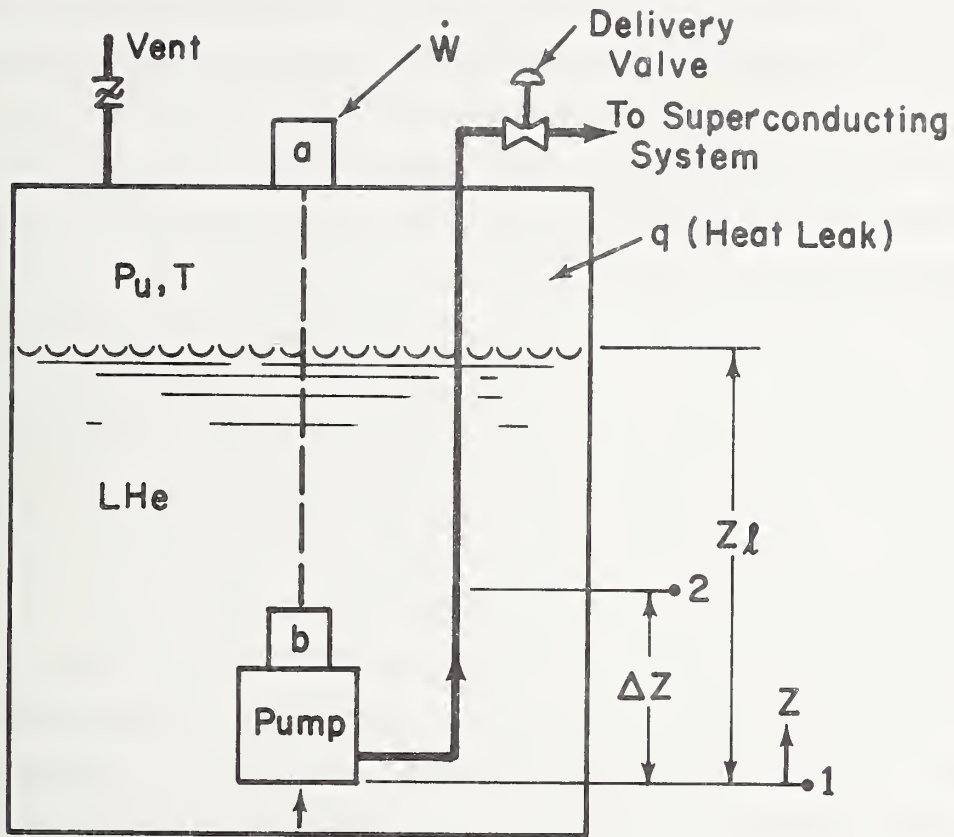 Vent
Ẇ
Delivery
Valve
To Superconducting
System
a
q (Heat Leak)
Pu, T
LHe
Zℓ
2
b
ΔZ
Pump
Z
1